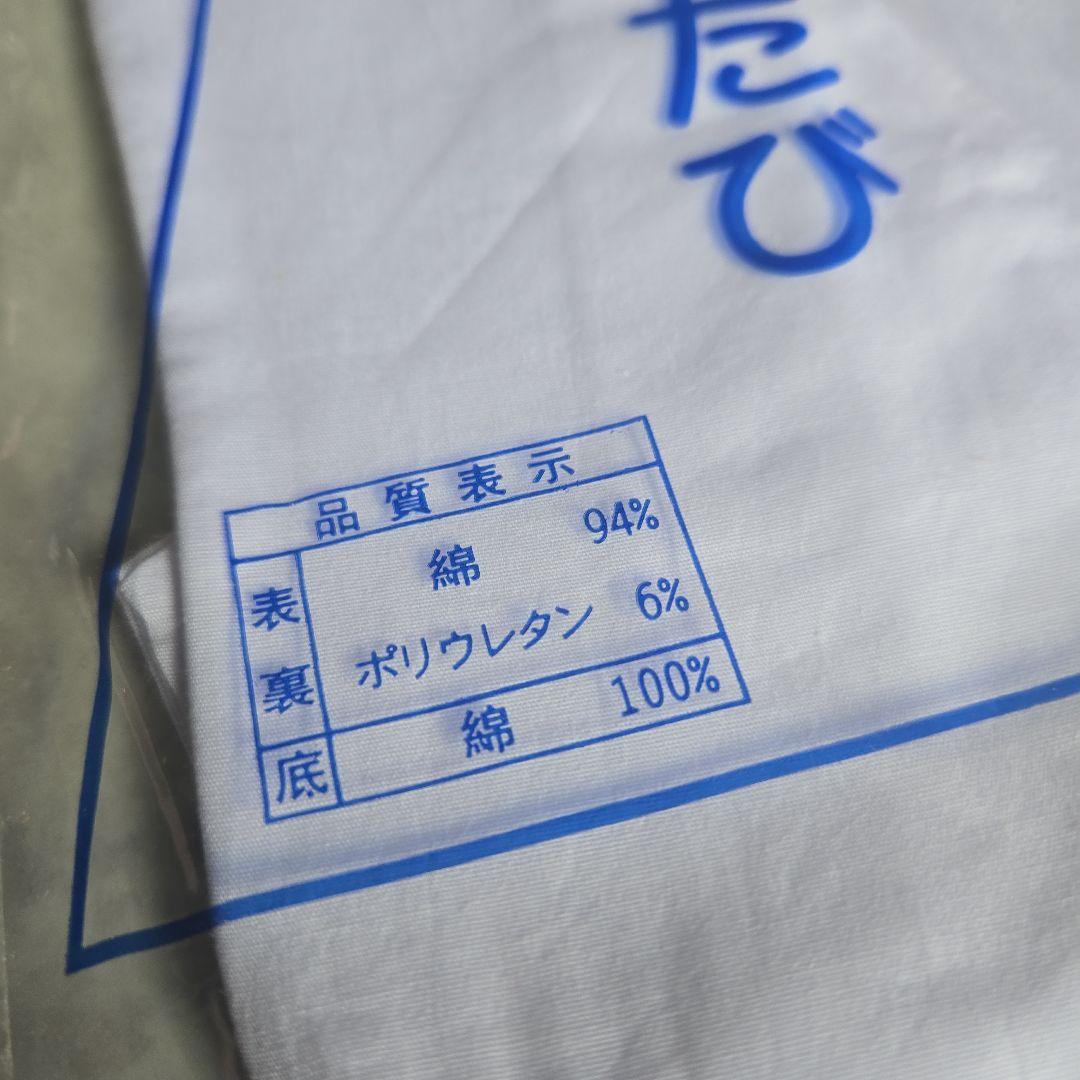 たび
品質表示
表裏
綿 94%
ポリウレタン 6%
底 綿 100%